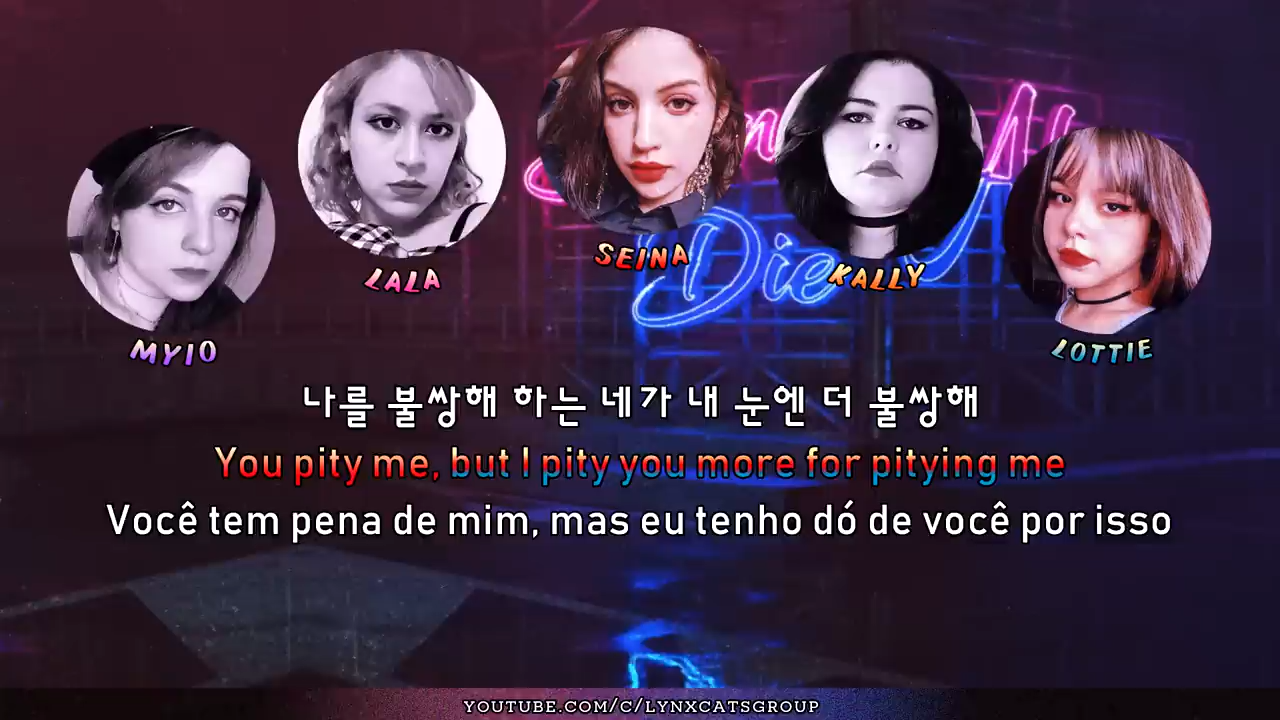 Die
MYIO
LALA
SEINA
KALLY
LOTTIE
나를 불쌍해 하는 네가 내 눈엔 더 불쌍해
You pity me, but I pity you more for pitying me
Você tem pena de mim, mas eu tenho dó de você por isso
YOUTUBE.COM/C/LYNXCATSGROUP